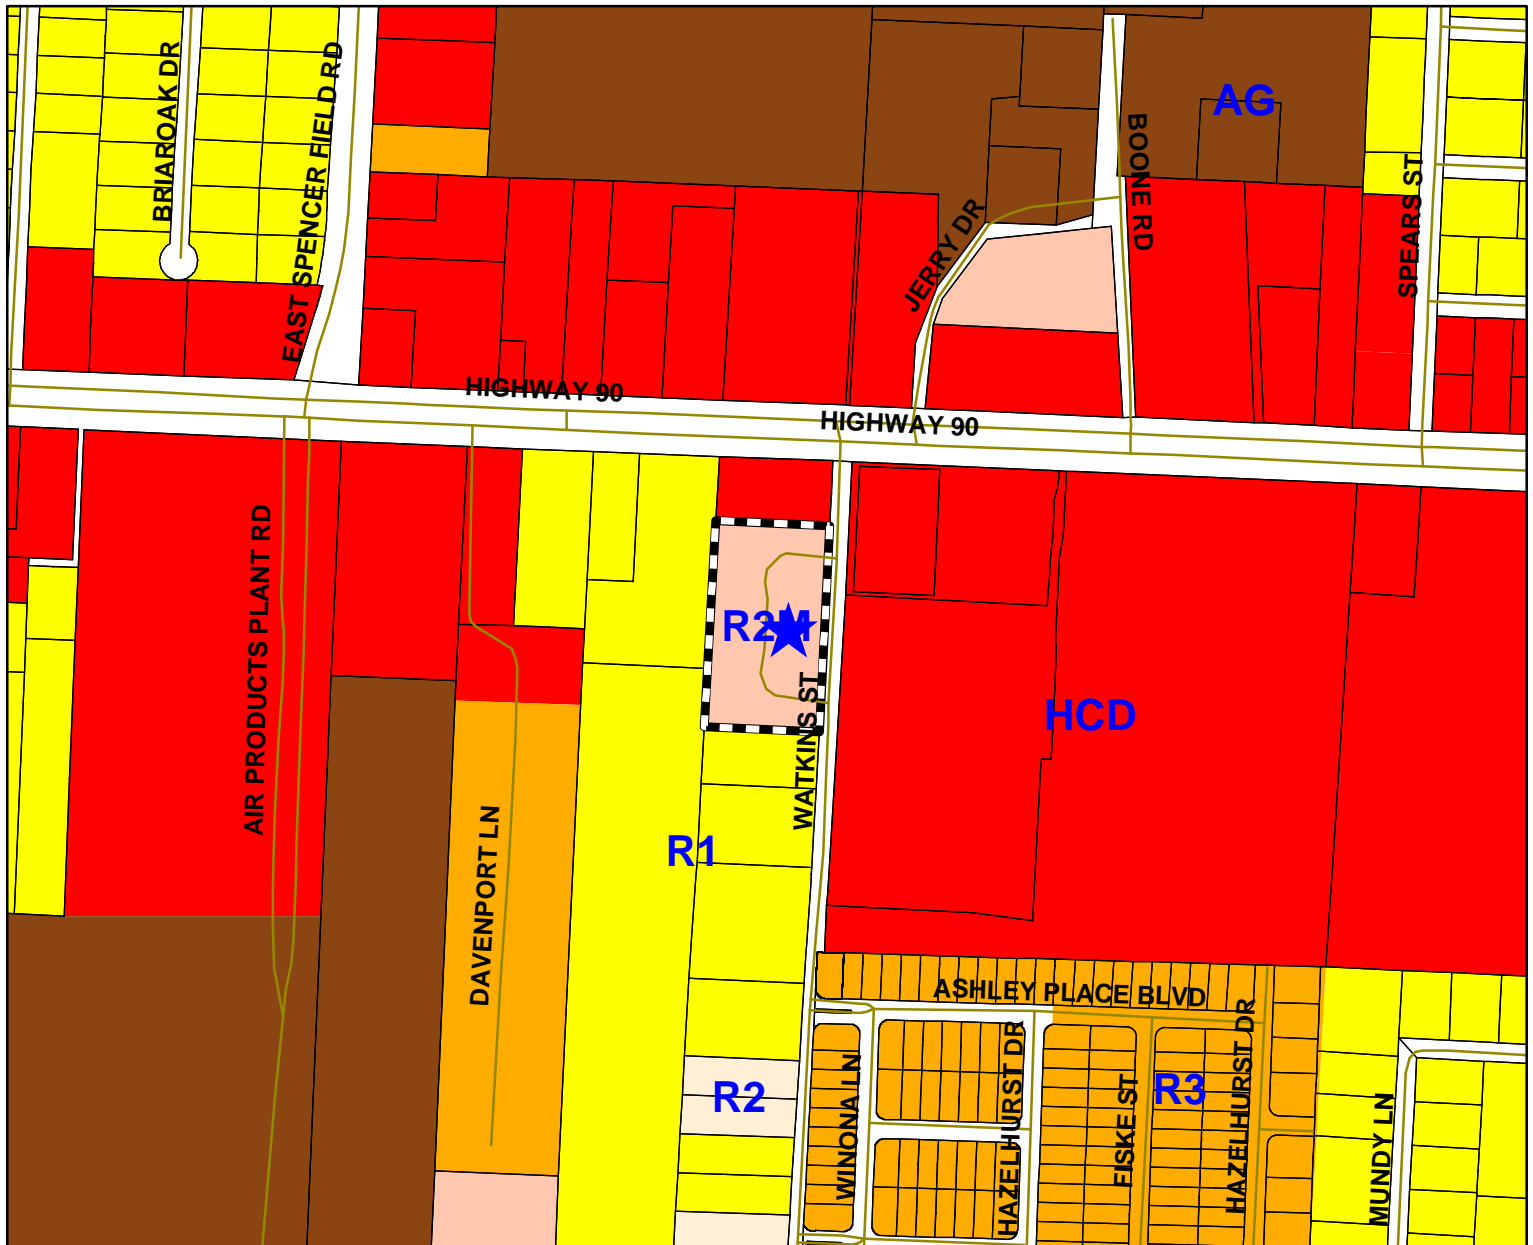 BRIAROAK DR
EAST SPENCER FIELD RD
AG
BOONE RD
SPEARS ST
JERRY DR
HIGHWAY 90
HIGHWAY 90
AIR PRODUCTS PLANT RD
R2M
WATKINS ST
HCD
R1
DAVENPORT LN
ASHLEY PLACE BLVD
R2
R3
WINONA LN
HAZELHURST DR
FISKE ST
HAZELHURST DR
MUNDY LN